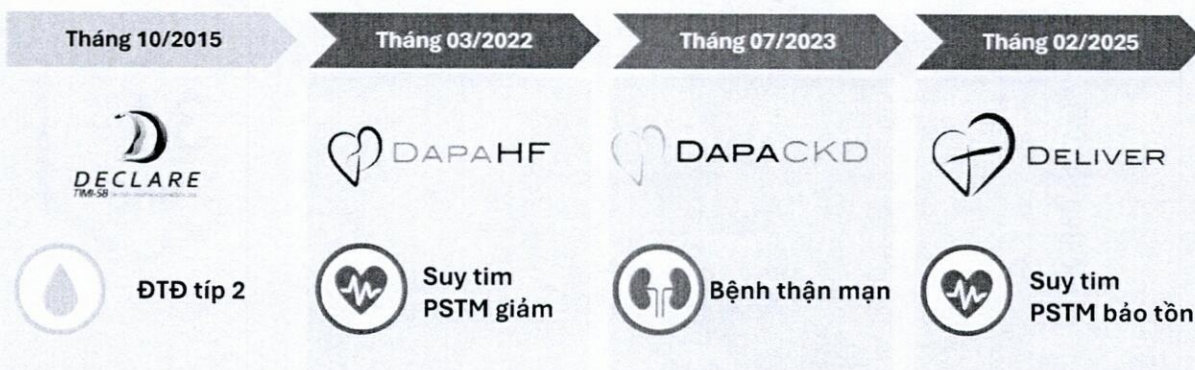 Tháng 10/2015
Tháng 03/2022
Tháng 07/2023
Tháng 02/2025
DECLARE
TIMI-58
DAPAHF
DAPACKD
DELIVER
ĐTĐ típ 2
Suy tim
PSTM giảm
Bệnh thận mạn
Suy tim
PSTM bảo tồn